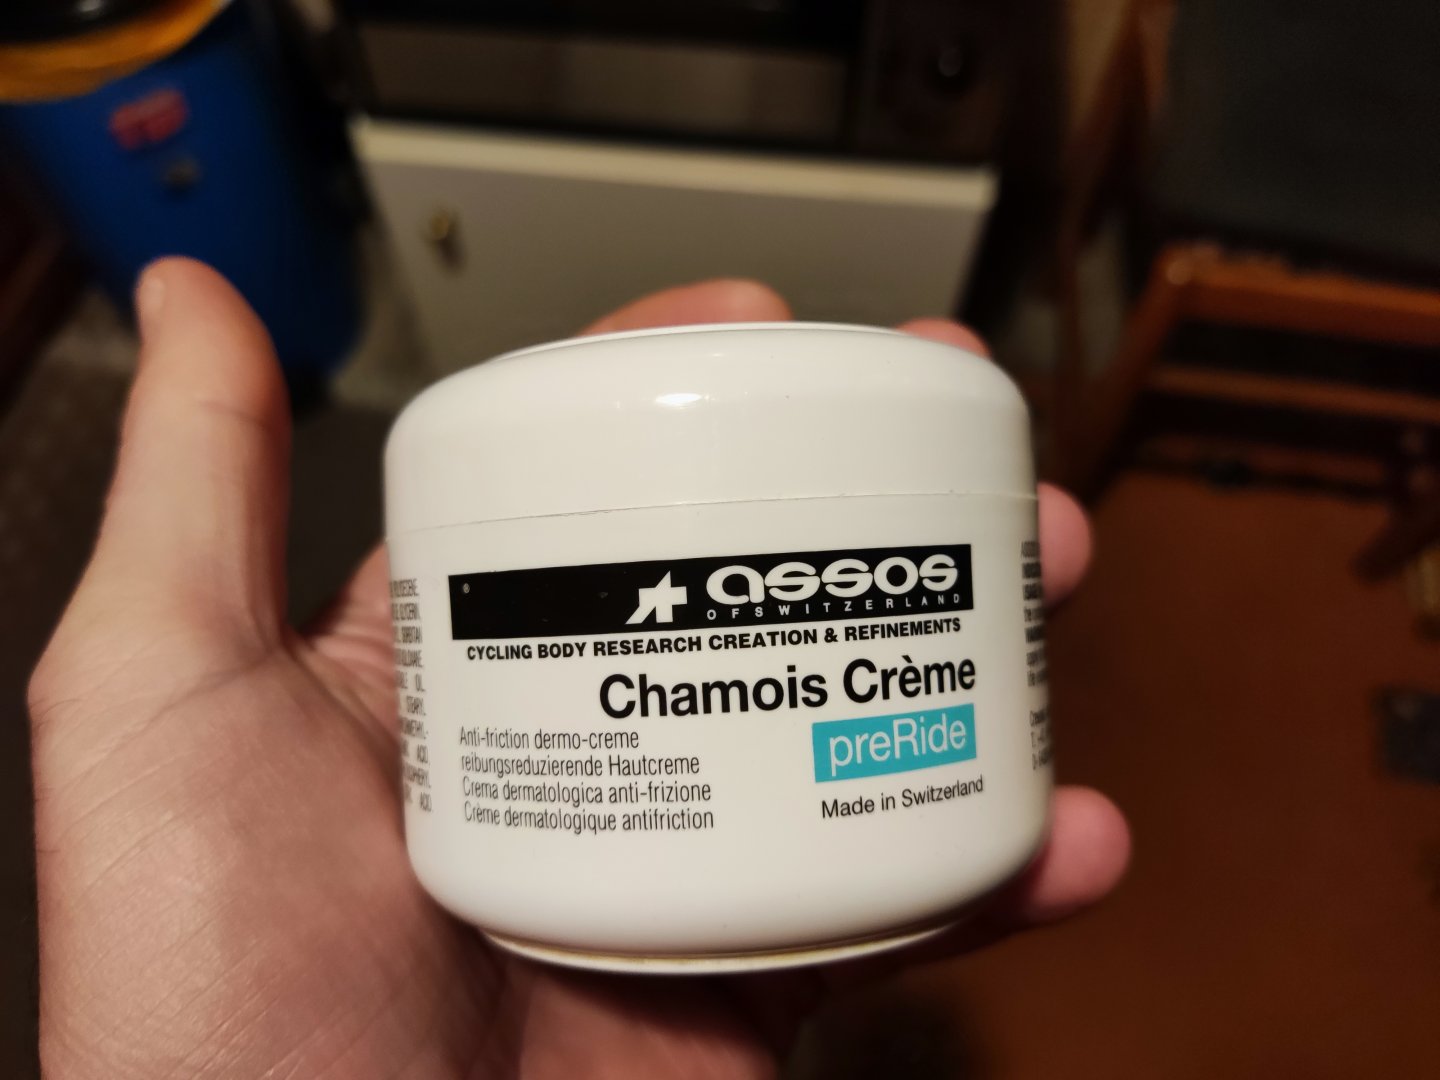 ®
assos
OF SWITZERLAND
CYCLING BODY RESEARCH CREATION & REFINEMENTS
Chamois Crème
preRide
Anti-friction dermo-creme
reibungsreduzierende Hautcreme
Crema dermatologica anti-frizione
Crème dermatologique antifriction
Made in Switzerland